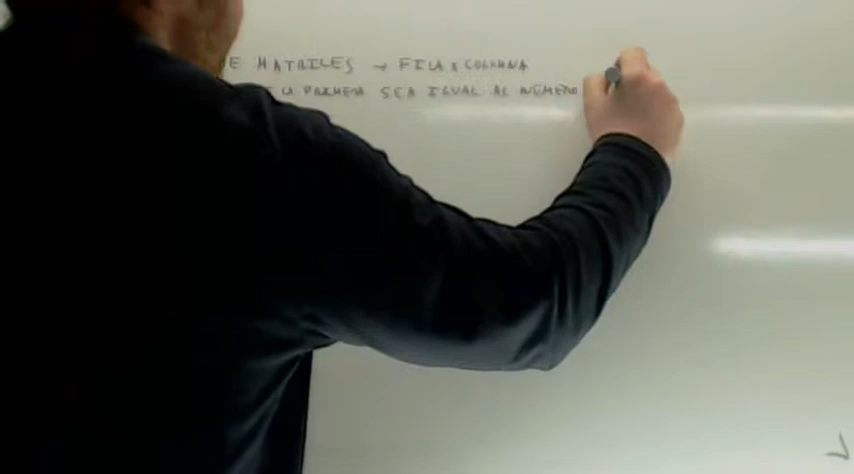 E MATRICES → FILA X COLUMNA
LA PRIMERA SEA IGUAL AL NÚMERO